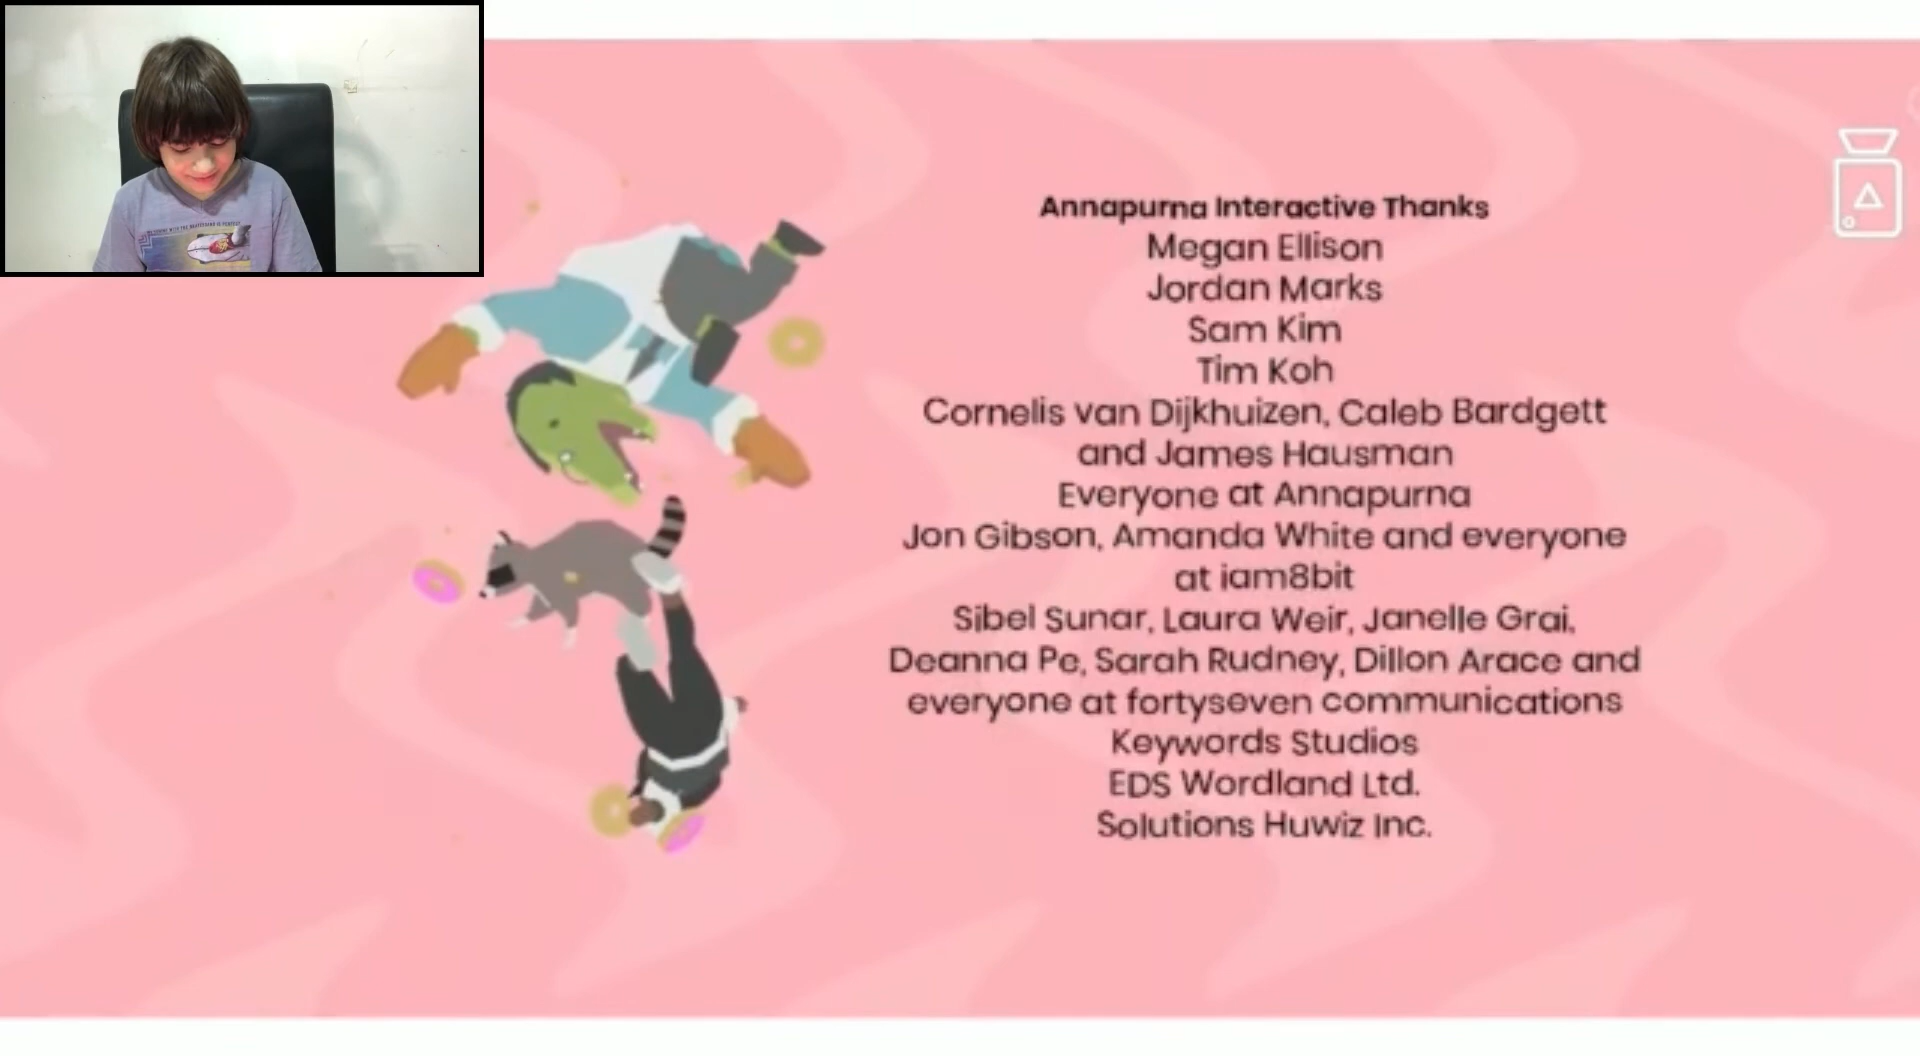 Annapurna Interactive Thanks
Megan Ellison
Jordan Marks
Sam Kim
Tim Koh
Cornelis van Dijkhuizen, Caleb Bardgett
and James Hausman
Everyone at Annapurna
Jon Gibson, Amanda White and everyone
at iam8bit
Sibel Sunar, Laura Weir, Janelle Grai,
Deanna Pe, Sarah Rudney, Dillon Arace and
everyone at fortyseven communications
Keywords Studios
EDS Wordland Ltd.
Solutions Huwiz Inc.